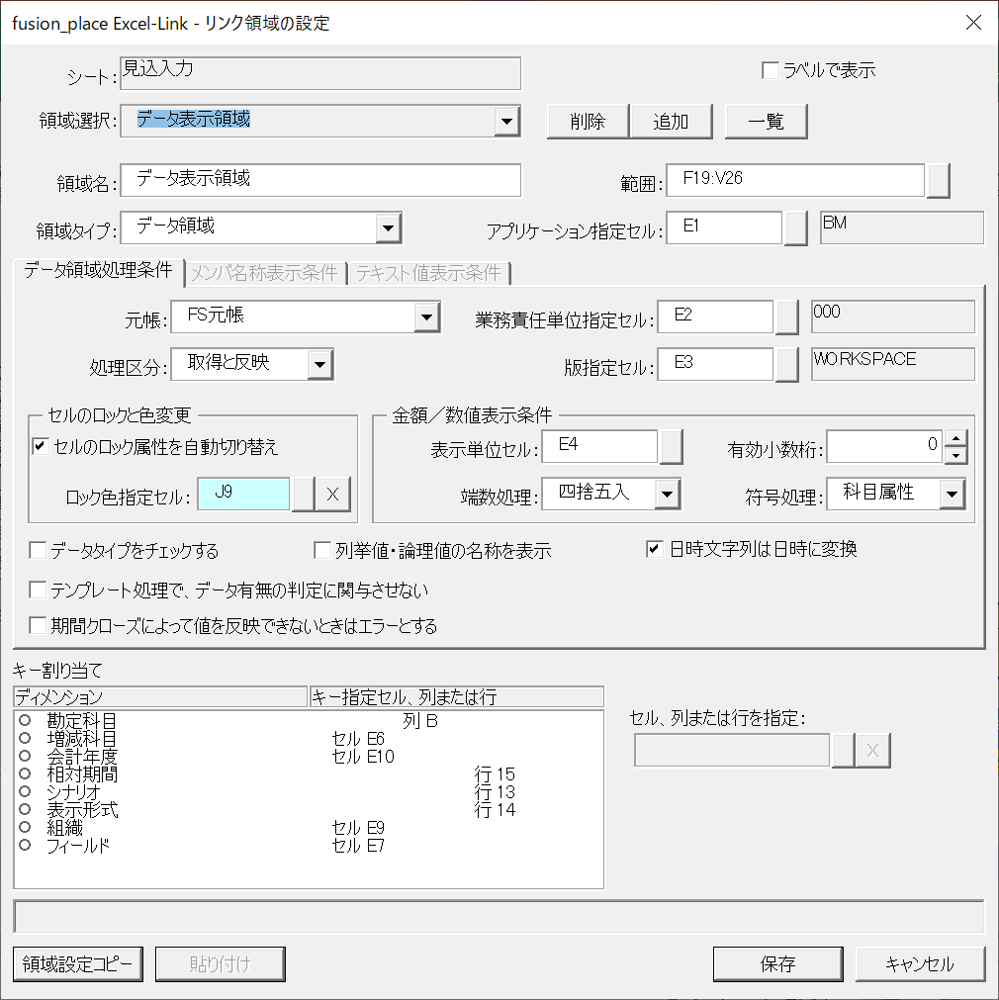 fusion_place Excel-Link - リンク領域の設定
シート: 見込入力 ラベルで表示
領域選択: データ表示領域 削除 追加 一覧
領域名: データ表示領域 範囲: F19:V26
領域タイプ: データ領域 アプリケーション指定セル: E1 BM
データ領域処理条件 メンバ名称表示条件 テキスト値表示条件
元帳: FS元帳 業務責任単位指定セル: E2 000
処理区分: 取得と反映 版指定セル: E3 WORKSPACE
セルのロックと色変更 金額／数値表示条件
セルのロック属性を自動切り替え 表示単位セル: E4 有効小数桁: 0
ロック色指定セル: J9 X 端数処理: 四捨五入 符号処理: 科目属性
データタイプをチェックする 列挙値・論理値の名称を表示 日時文字列は日時に変換
テンプレート処理で、データ有無の判定に関与させない
期間クローズによって値を反映できないときはエラーとする
キー割り当て
ディメンション キー指定セル、列または行
勘定科目 列 B セル、列または行を指定:
増減科目 セル E6
会計年度 セル E10 X
相対期間 行 15
シナリオ 行 13
表示形式 行 14
組織 セル E9
フィールド セル E7
領域設定コピー 貼り付け 保存 キャンセル